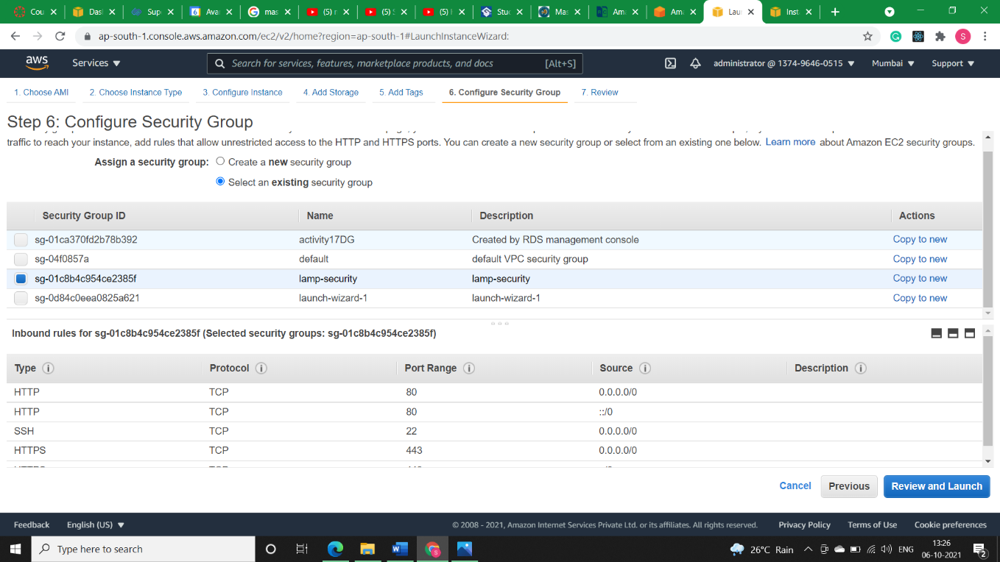 Cou Das Sup 6 Ava mas (5) (5) (5) Stud Mas Am Am Lau Inst
ap-south-1.console.aws.amazon.com/ec2/v2/home?region=ap-south-1#LaunchInstanceWizard:
S
aws Services Search for services, features, marketplace products, and docs [Alt+S] administrator @ 1374-9646-0515 Mumbai Support
1. Choose AMI 2. Choose Instance Type 3. Configure Instance 4. Add Storage 5. Add Tags 6. Configure Security Group 7. Review
Step 6: Configure Security Group
traffic to reach your instance, add rules that allow unrestricted access to the HTTP and HTTPS ports. You can create a new security group or select from an existing one below. Learn more about Amazon EC2 security groups.
Assign a security group: Create a new security group
Select an existing security group
Security Group ID Name Description Actions
sg-01ca370fd2b78b392 activity17DG Created by RDS management console Copy to new
sg-04f0857a default default VPC security group Copy to new
sg-01c8b4c954ce2385f lamp-security lamp-security Copy to new
sg-0d84c0eea0825a621 launch-wizard-1 launch-wizard-1 Copy to new
Inbound rules for sg-01c8b4c954ce2385f (Selected security groups: sg-01c8b4c954ce2385f)
Type Protocol Port Range Source Description
HTTP TCP 80 0.0.0.0/0
HTTP TCP 80 ::/0
SSH TCP 22 0.0.0.0/0
HTTPS TCP 443 0.0.0.0/0
Cancel Previous Review and Launch
Feedback English (US) © 2008 - 2021, Amazon Internet Services Private Ltd. or its affiliates. All rights reserved. Privacy Policy Terms of Use Cookie preferences
Type here to search 26°C Rain ENG 13:26
06-10-2021 2